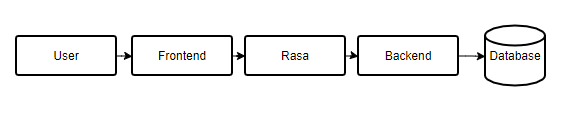 User
Frontend
Rasa
Backend
Database